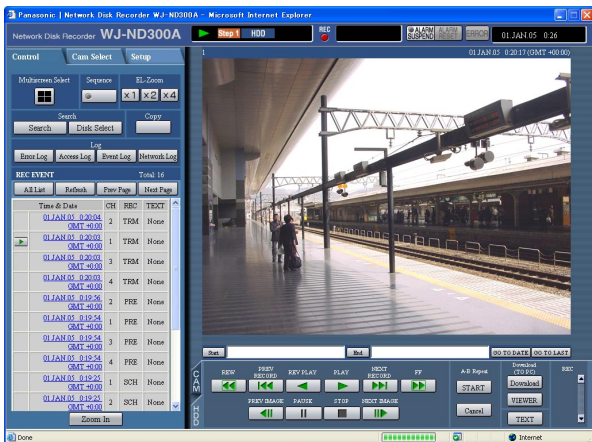 Panasonic | Network Disk Recorder WJ-ND300A - Microsoft Internet Explorer
Network Disk Recorder WJ-ND300A
Step 1 HDD
REC
ALARM SUSPEND
ALARM RESET
ERROR
01.JAN.05 0:26
Control Cam Select Setup
1
01.JAN.05 0:20:17 (GMT +00:00)
Multiscreen Select Sequence EL-Zoom
x1 x2 x4
Search Copy
Search Disk Select
Log
Error Log Access Log Event Log Network Log
REC EVENT Total: 16
All List Refresh Prev Page Next Page
Time & Date CH REC TEXT
01.JAN.05 0:20:04 GMT +0:00 2 TRM None
01.JAN.05 0:20:03 GMT +0:00 1 TRM None
01.JAN.05 0:20:03 GMT +0:00 3 TRM None
01.JAN.05 0:20:03 GMT +0:00 4 TRM None
01.JAN.05 0:19:56 GMT +0:00 2 PRE None
01.JAN.05 0:19:54 GMT +0:00 1 PRE None
01.JAN.05 0:19:54 GMT +0:00 3 PRE None
01.JAN.05 0:19:54 GMT +0:00 4 PRE None
01.JAN.05 0:19:25 GMT +0:00 1 SCH None
01.JAN.05 0:19:25 GMT +0:00 2 SCH None
Zoom In
Start End GO TO DATE GO TO LAST
CAM
HDD
REW PREV RECORD REV PLAY PLAY NEXT RECORD FF
PREV IMAGE PAUSE STOP NEXT IMAGE
A-B Repeat
START
Cancel
Download (TO PC)
Download
VIEWER
TEXT
REC
Done Internet